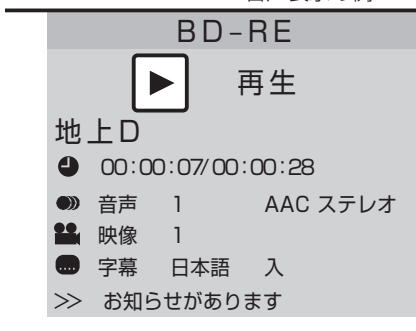 BD-RE
再生
地上D
00:00:07/00:00:28
音声 1 AAC ステレオ
映像 1
字幕 日本語 入
>> お知らせがあります